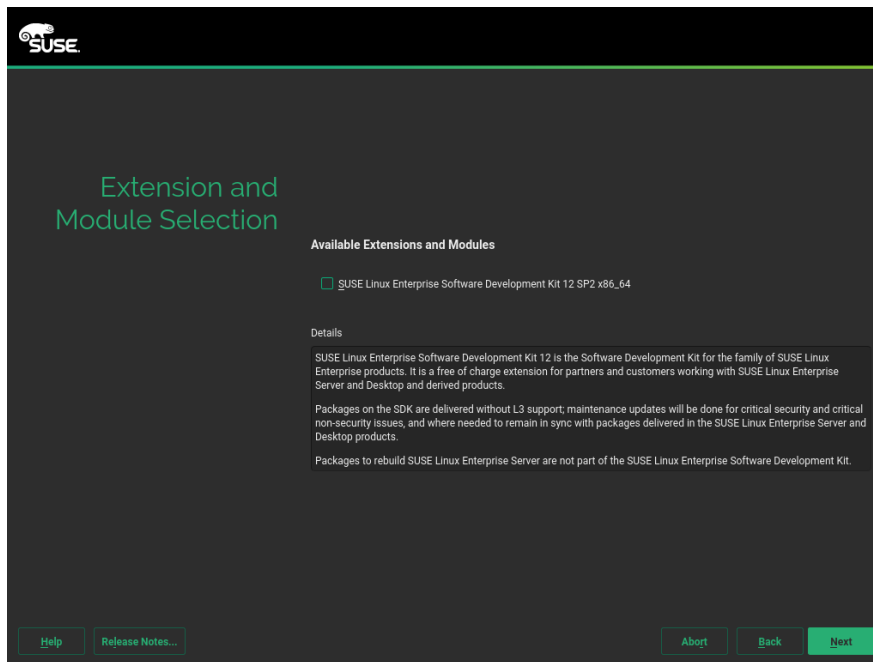 SUSE.
Extension and
Module Selection
Available Extensions and Modules
SUSE Linux Enterprise Software Development Kit 12 SP2 x86_64
Details
SUSE Linux Enterprise Software Development Kit 12 is the Software Development Kit for the family of SUSE Linux
Enterprise products. It is a free of charge extension for partners and customers working with SUSE Linux Enterprise
Server and Desktop and derived products.
Packages on the SDK are delivered without L3 support; maintenance updates will be done for critical security and critical
non-security issues, and where needed to remain in sync with packages delivered in the SUSE Linux Enterprise Server and
Desktop products.
Packages to rebuild SUSE Linux Enterprise Server are not part of the SUSE Linux Enterprise Software Development Kit.
Help Release Notes... Abort Back Next